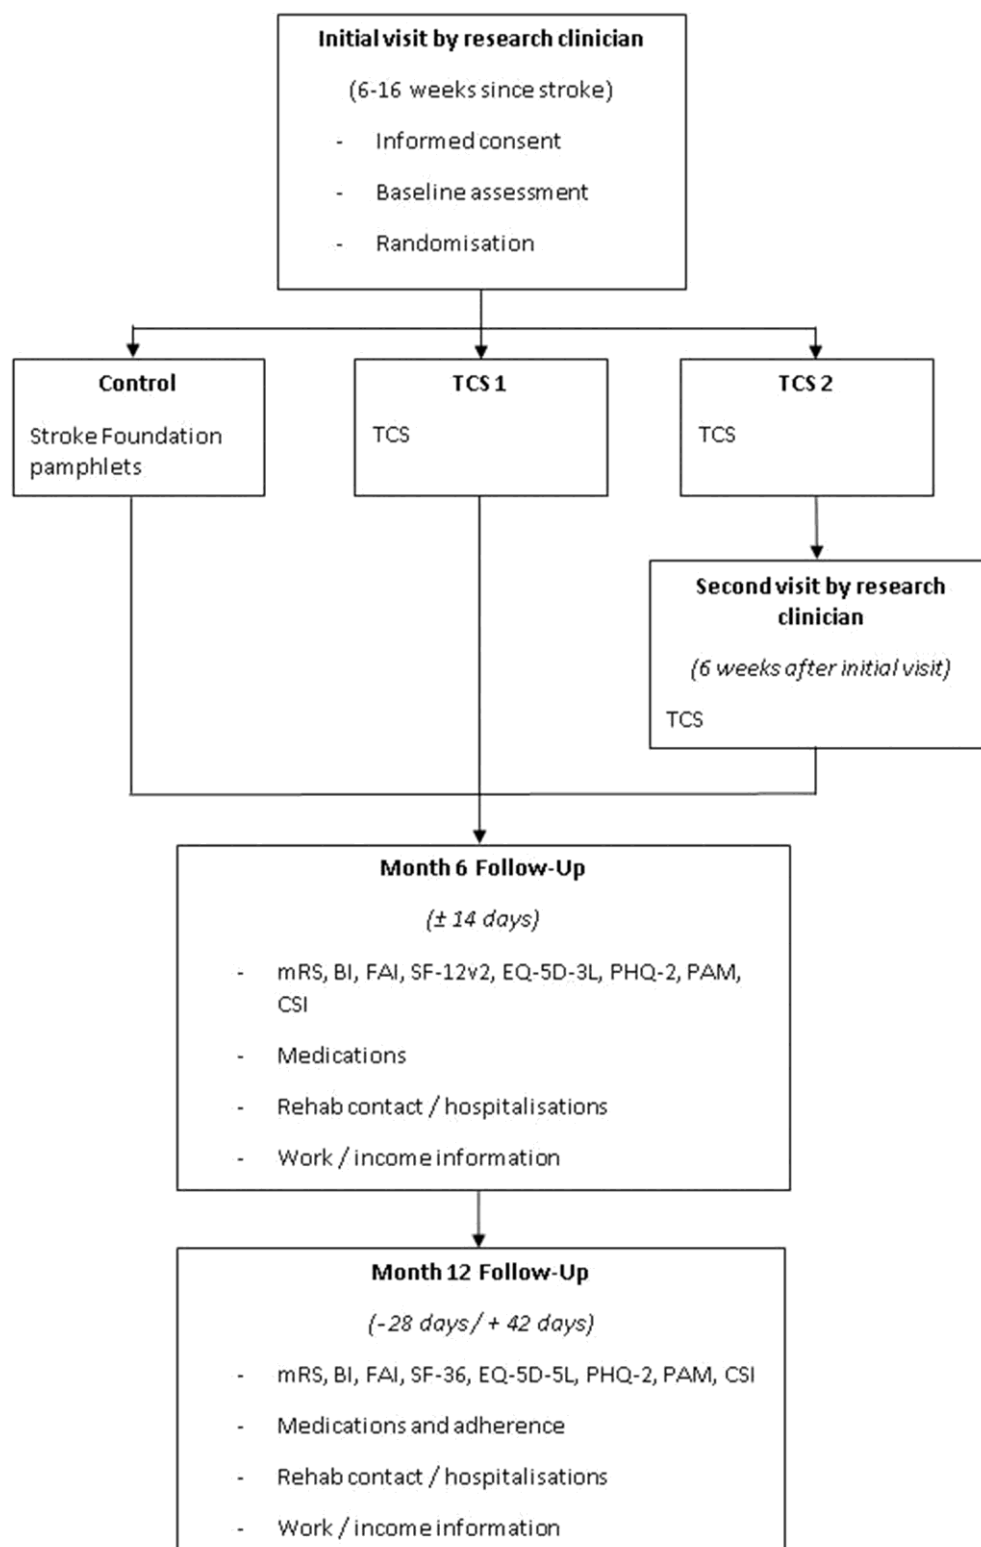 Initial visit by research clinician
(6-16 weeks since stroke)
- Informed consent
- Baseline assessment
- Randomisation
Control
Stroke Foundation
pamphlets
TCS 1
TCS
TCS 2
TCS
Second visit by research
clinician
(6 weeks after initial visit)
TCS
Month 6 Follow-Up
(± 14 days)
- mRS, BI, FAI, SF-12v2, EQ-5D-3L, PHQ-2, PAM,
CSI
- Medications
- Rehab contact / hospitalisations
- Work / income information
Month 12 Follow-Up
(-28 days / + 42 days)
- mRS, BI, FAI, SF-36, EQ-5D-5L, PHQ-2, PAM, CSI
- Medications and adherence
- Rehab contact / hospitalisations
- Work / income information